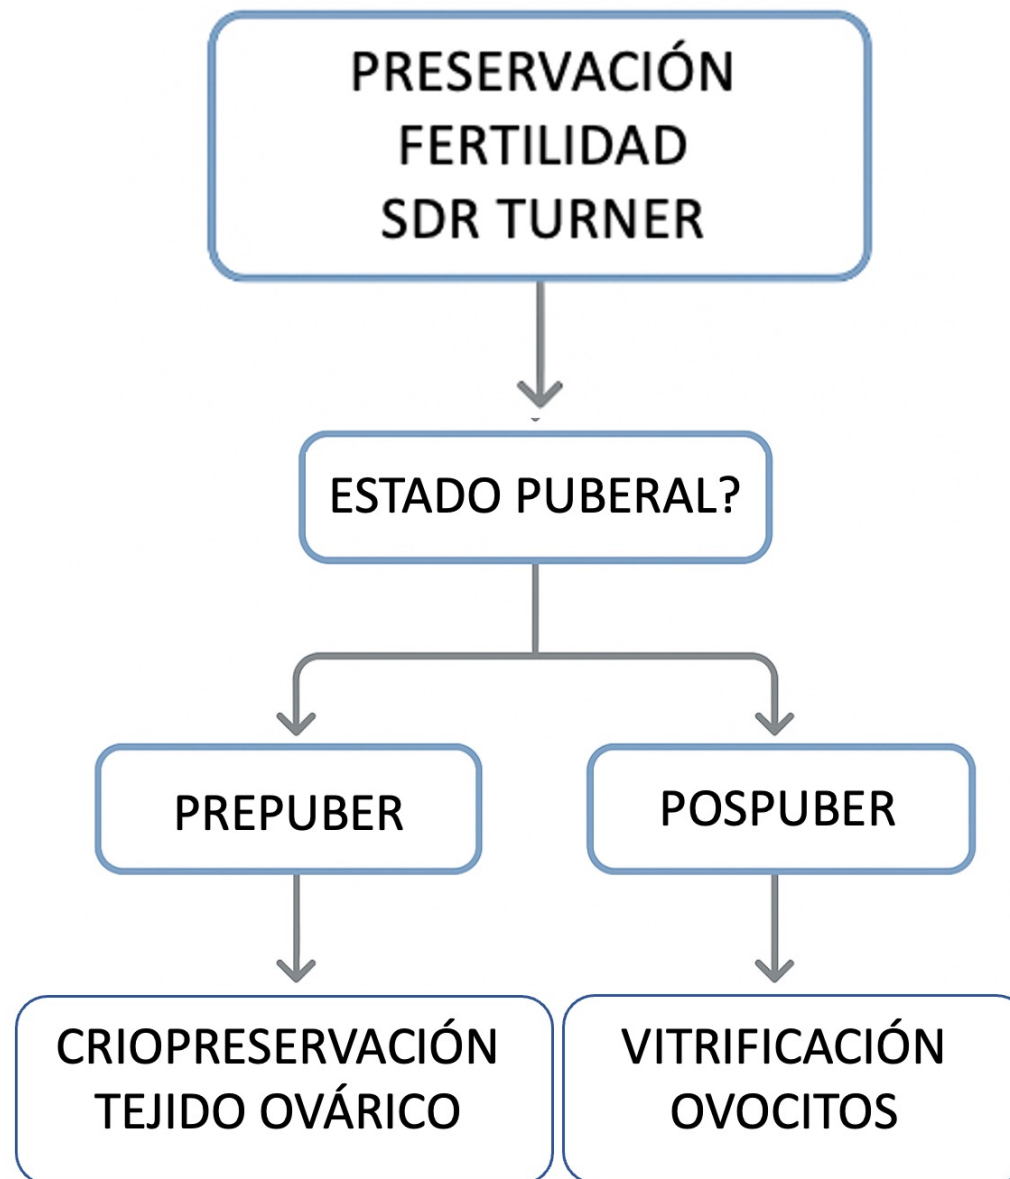 PRESERVACIÓN
FERTILIDAD
SDR TURNER
ESTADO PUBERAL?
PREPUBER
POSPUBER
CRIOPRESERVACIÓN
TEJIDO OVÁRICO
VITRIFICACIÓN
OVOCITOS